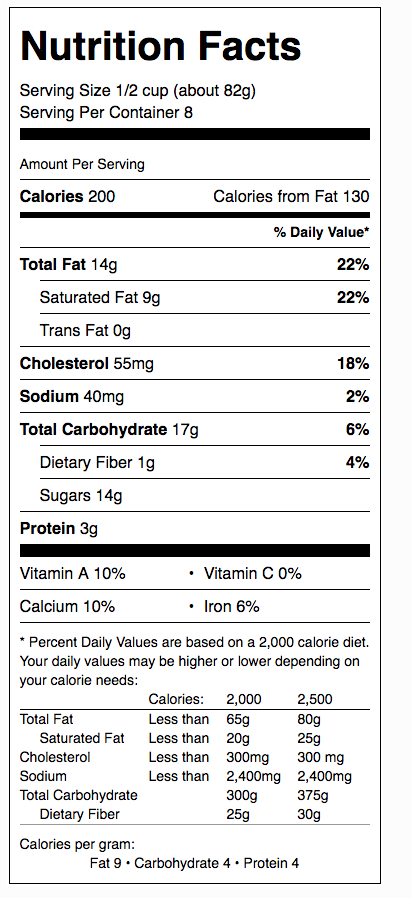 Nutrition Facts
Serving Size 1/2 cup (about 82g)
Serving Per Container 8
Amount Per Serving
Calories 200 Calories from Fat 130
% Daily Value*
Total Fat 14g 22%
Saturated Fat 9g 22%
Trans Fat 0g
Cholesterol 55mg 18%
Sodium 40mg 2%
Total Carbohydrate 17g 6%
Dietary Fiber 1g 4%
Sugars 14g
Protein 3g
Vitamin A 10% • Vitamin C 0%
Calcium 10% • Iron 6%
* Percent Daily Values are based on a 2,000 calorie diet.
Your daily values may be higher or lower depending on
your calorie needs:
Calories: 2,000 2,500
Total Fat Less than 65g 80g
Saturated Fat Less than 20g 25g
Cholesterol Less than 300mg 300 mg
Sodium Less than 2,400mg 2,400mg
Total Carbohydrate 300g 375g
Dietary Fiber 25g 30g
Calories per gram:
Fat 9 • Carbohydrate 4 • Protein 4